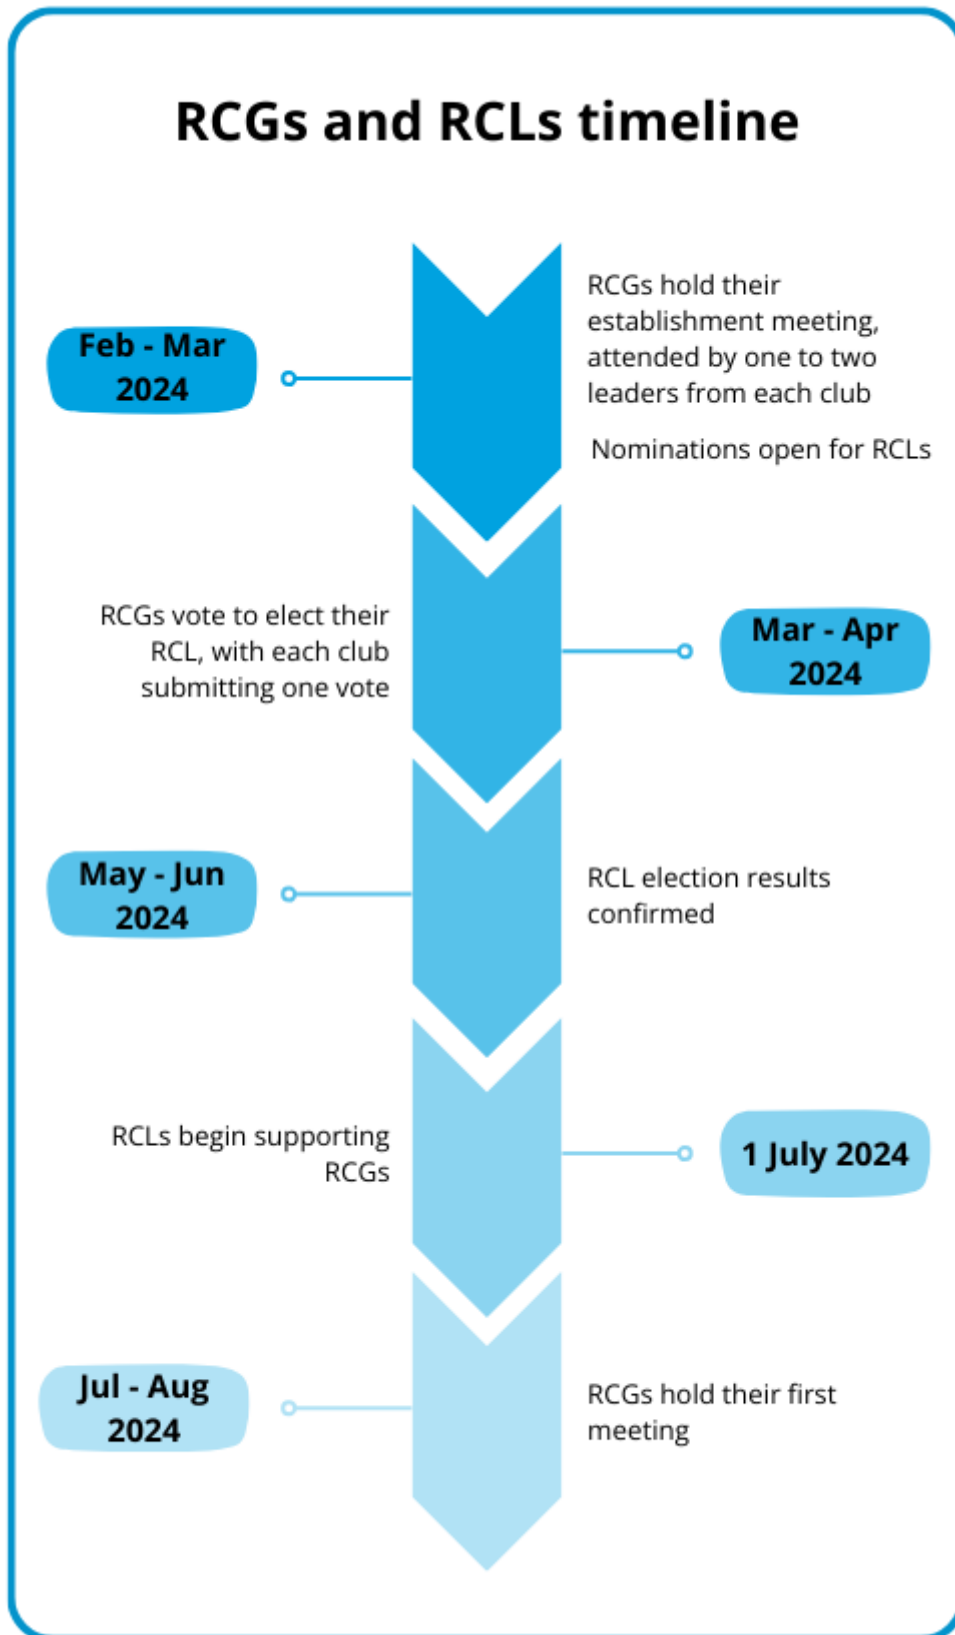 RCGs and RCLs timeline
Feb - Mar
2024
RCGs hold their
establishment meeting,
attended by one to two
leaders from each club
Nominations open for RCLs
RCGs vote to elect their
RCL, with each club
submitting one vote
Mar - Apr
2024
May - Jun
2024
RCL election results
confirmed
RCLs begin supporting
RCGs
1 July 2024
Jul - Aug
2024
RCGs hold their first
meeting